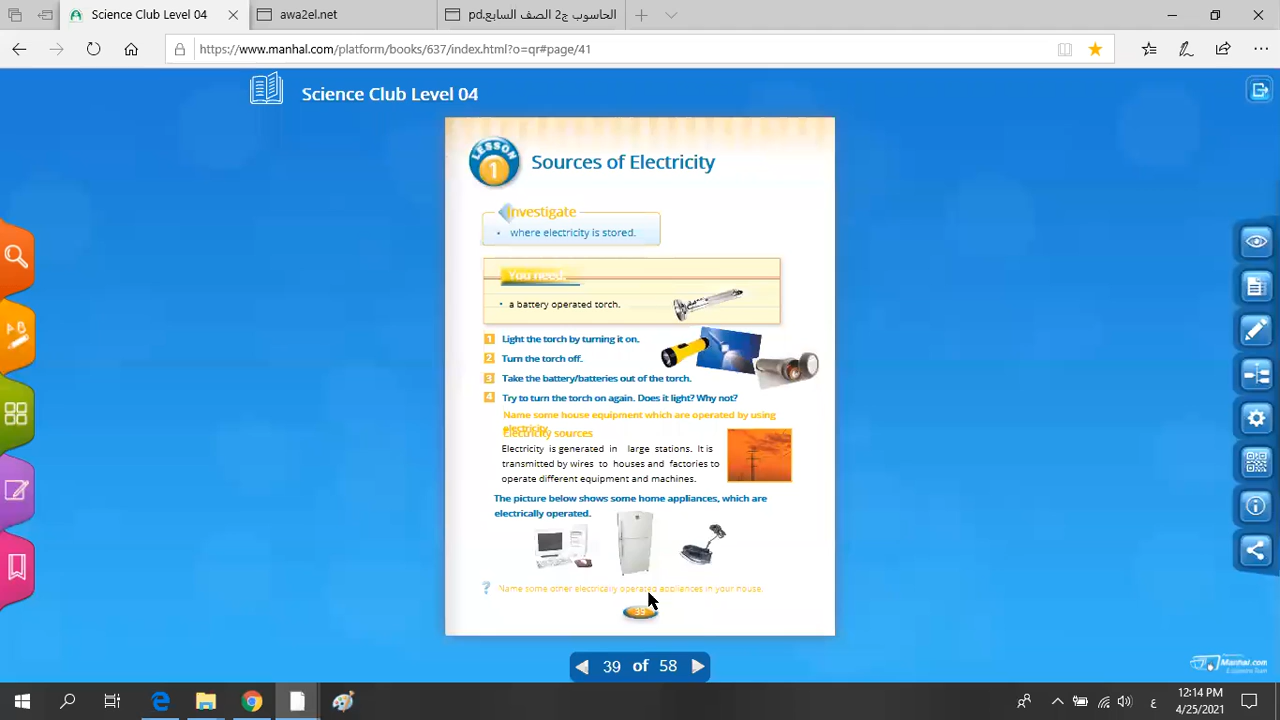 Science Club Level 04
awa2el.net
الحاسوب ج2 الصف السابع.pd
https://www.manhal.com/platform/books/637/index.html?o=qr#page/41
Science Club Level 04
LESSON
1
Sources of Electricity
Investigate
• where electricity is stored.
You need:
• a battery operated torch.
1 Light the torch by turning it on.
2 Turn the torch off.
3 Take the battery/batteries out of the torch.
4 Try to turn the torch on again. Does it light? Why not?
Name some house equipment which are operated by using
electricity.
Electricity sources
Electricity is generated in large stations. It is
transmitted by wires to houses and factories to
operate different equipment and machines.
The picture below shows some home appliances, which are
electrically operated.
? Name some other electrically operated appliances in your house.
39
39 of 58
Manhal.com
ع
12:14 PM
4/25/2021